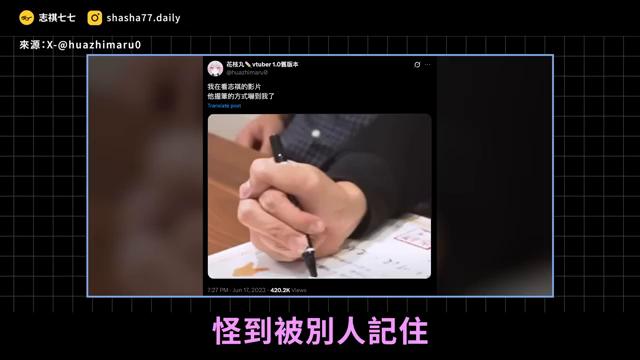 志祺七七 shasha77.daily
來源：X-@huazhimaru0
花枝丸✒️vtuber 1.0舊版本
@huazhimaru0
我在看志祺的影片
他握筆的方式嚇到我了
Translate post
7:27 PM · Jun 17, 2023 · 420.2K Views
怪到被別人記住